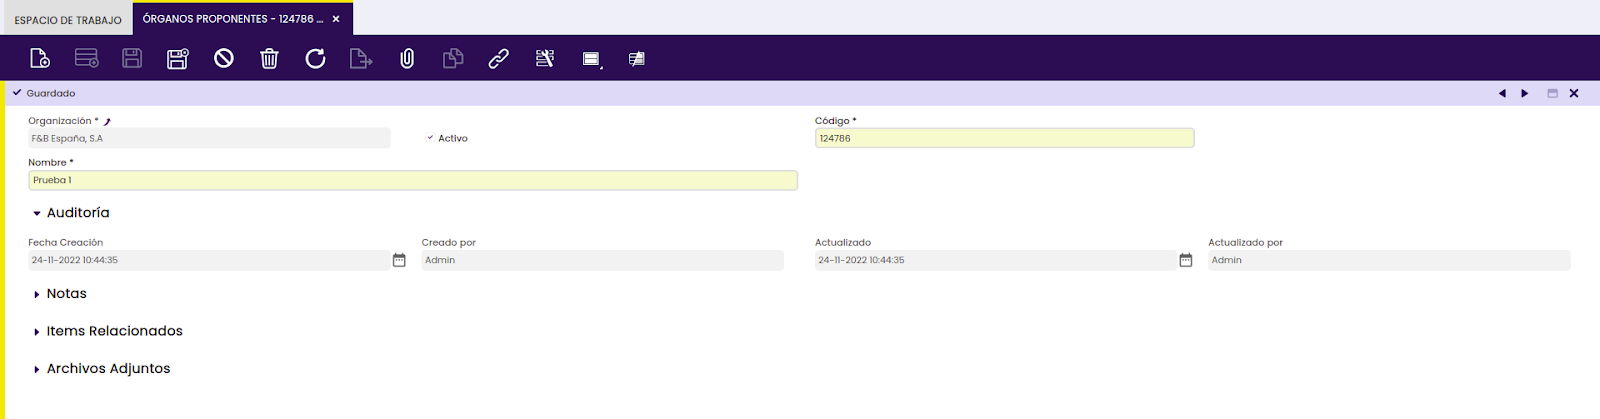 ESPACIO DE TRABAJO
ÓRGANOS PROPONENTES - 124786 ...
Guardado
Organización *
F&B España, S.A
Activo
Código *
124786
Nombre *
Prueba 1
Auditoría
Fecha Creación
24-11-2022 10:44:35
Creado por
Admin
Actualizado
24-11-2022 10:44:35
Actualizado por
Admin
Notas
Items Relacionados
Archivos Adjuntos